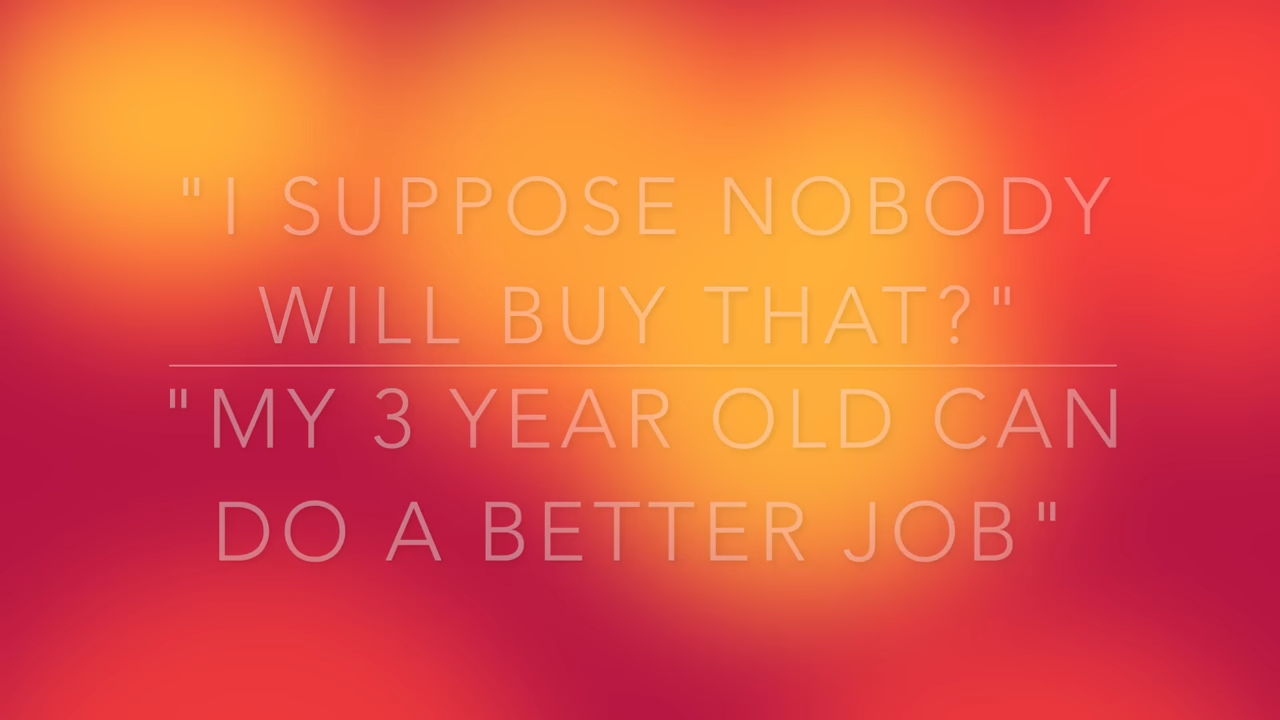 "I SUPPOSE NOBODY
WILL BUY THAT?"
"MY 3 YEAR OLD CAN
DO A BETTER JOB"